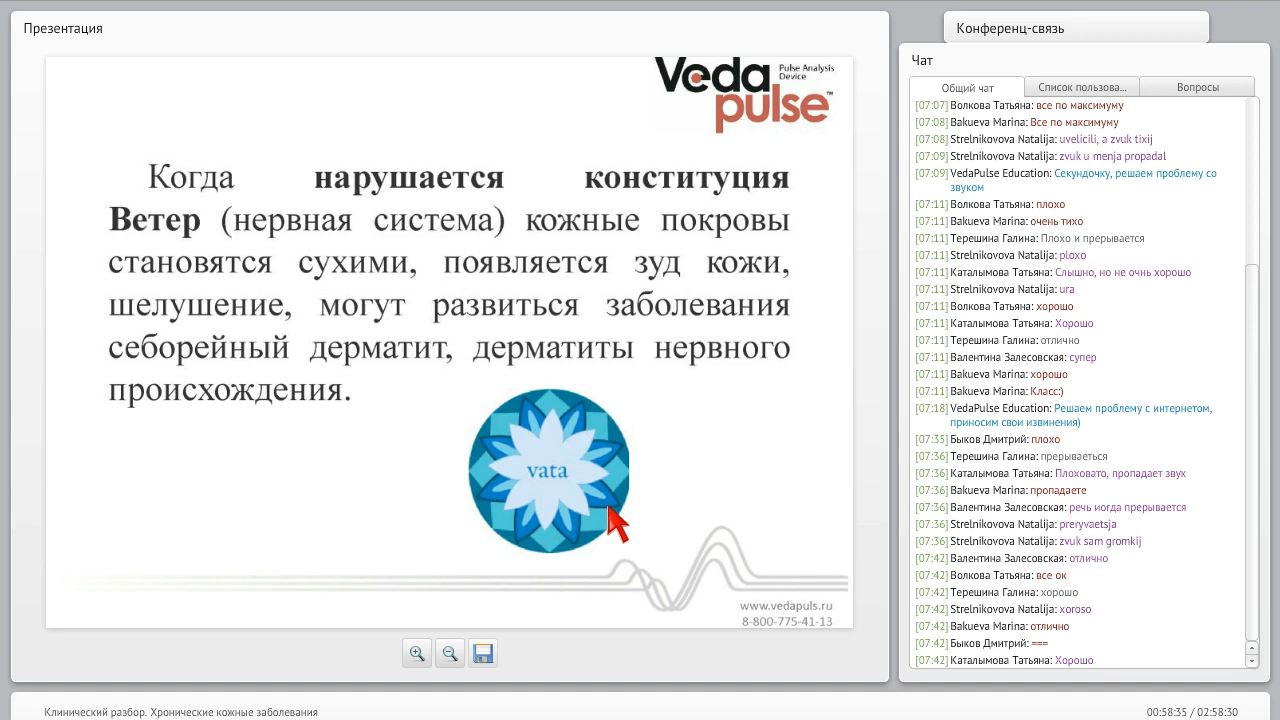 Презентация
Veda
Pulse Analysis
Device
pulse™
Когда нарушается конституция
Ветер (нервная система) кожные покровы
становятся сухими, появляется зуд кожи,
шелушение, могут развиться заболевания
себорейный дерматит, дерматиты нервного
происхождения.
vata
www.vedapuls.ru
8-800-775-41-13
Конференц-связь
Чат
Общий чат
Список пользова...
Вопросы
[07:07] Волкова Татьяна: все по максимуму
[07:08] Bakueva Marina: Все по максимуму
[07:08] Strelnikovova Natalija: uvelicili, a zvuk tixij
[07:09] Strelnikovova Natalija: zvuk u menja propadal
[07:09] VedaPulse Education: Секундочку, решаем проблему со
звуком
[07:11] Волкова Татьяна: плохо
[07:11] Bakueva Marina: очень тихо
[07:11] Терешина Галина: Плохо и прерывается
[07:11] Strelnikovova Natalija: ploxo
[07:11] Каталымова Татьяна: Слышно, но не очнь хорошо
[07:11] Strelnikovova Natalija: ura
[07:11] Волкова Татьяна: хорошо
[07:11] Каталымова Татьяна: Хорошо
[07:11] Терешина Галина: отлично
[07:11] Валентина Залесовская: супер
[07:11] Bakueva Marina: хорошо
[07:11] Bakueva Marina: Класс:)
[07:18] VedaPulse Education: Решаем проблему с интернетом,
приносим свои извинения)
[07:35] Быков Дмитрий: плохо
[07:36] Терешина Галина: прерываеться
[07:36] Каталымова Татьяна: Плоховато, пропадает звук
[07:36] Bakueva Marina: пропадаете
[07:36] Валентина Залесовская: речь иогда прерывается
[07:36] Strelnikovova Natalija: preryvaetsja
[07:36] Strelnikovova Natalija: zvuk sam gromkij
[07:42] Валентина Залесовская: отлично
[07:42] Волкова Татьяна: все ок
[07:42] Терешина Галина: хорошо
[07:42] Strelnikovova Natalija: xoroso
[07:42] Bakueva Marina: отлично
[07:42] Быков Дмитрий: ===
[07:42] Каталымова Татьяна: Хорошо
Клинический разбор. Хронические кожные заболевания
00:58:35 / 02:58:30